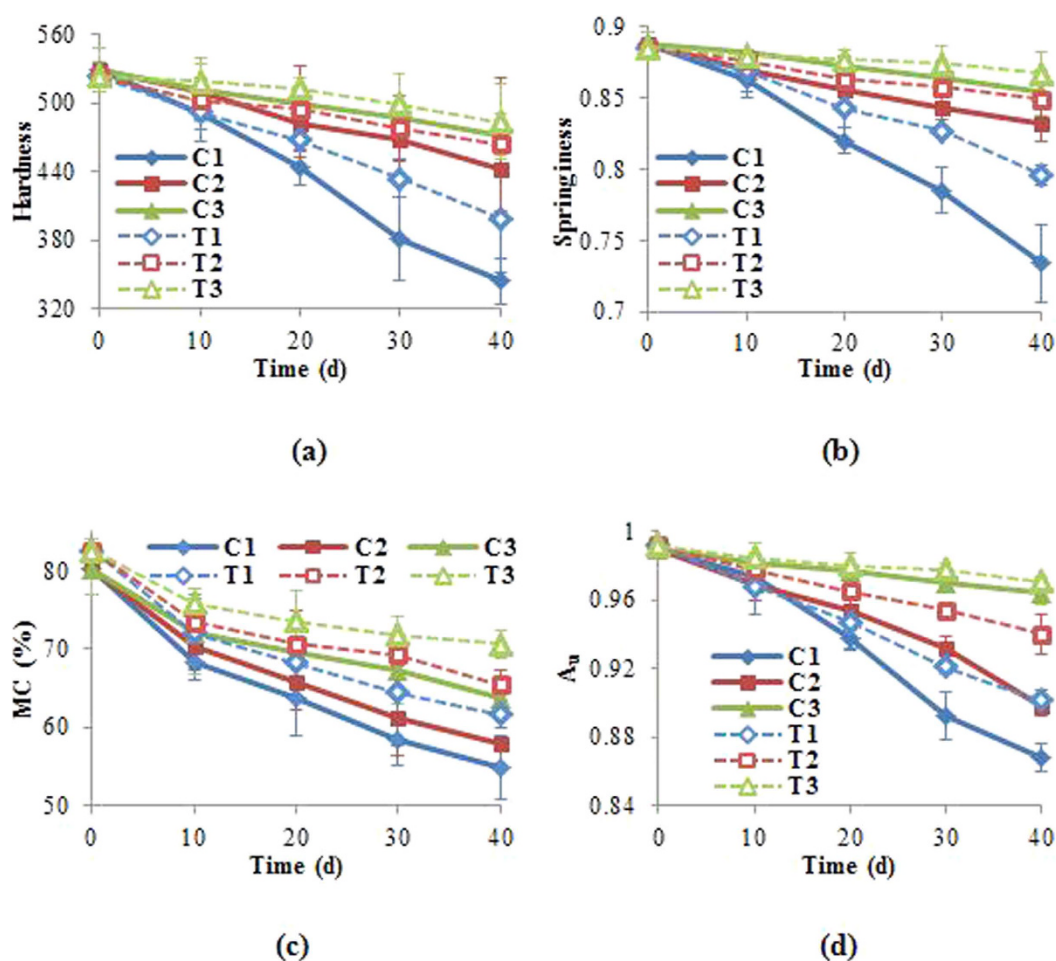 Hardness
560
500
440
380
320
C1
C2
C3
T1
T2
T3
0 10 20 30 40
Time (d)
(a)
Springiness
0.9
0.85
0.8
0.75
0.7
C1
C2
C3
T1
T2
T3
0 10 20 30 40
Time (d)
(b)
MC (%)
80
70
60
50
C1 C2 C3
T1 T2 T3
0 10 20 30 40
Time (d)
(c)
Au
1
0.96
0.92
0.88
0.84
C1
C2
C3
T1
T2
T3
0 10 20 30 40
Time (d)
(d)